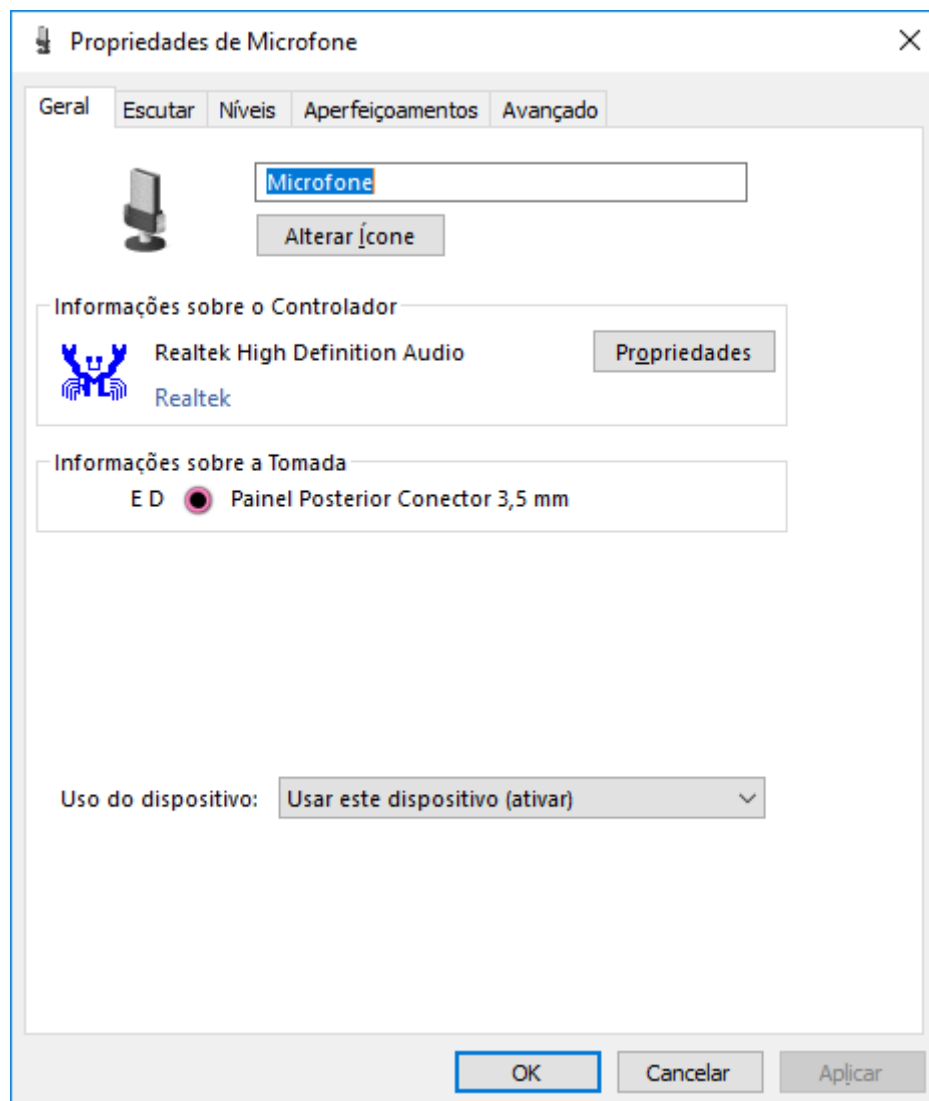 Propriedades de Microfone
Geral Escutar Níveis Aperfeiçoamentos Avançado
Microfone
Alterar Ícone
Informações sobre o Controlador
Realtek High Definition Audio Propriedades
Realtek
Informações sobre a Tomada
E D Painel Posterior Conector 3,5 mm
Uso do dispositivo: Usar este dispositivo (ativar)
OK Cancelar Aplicar